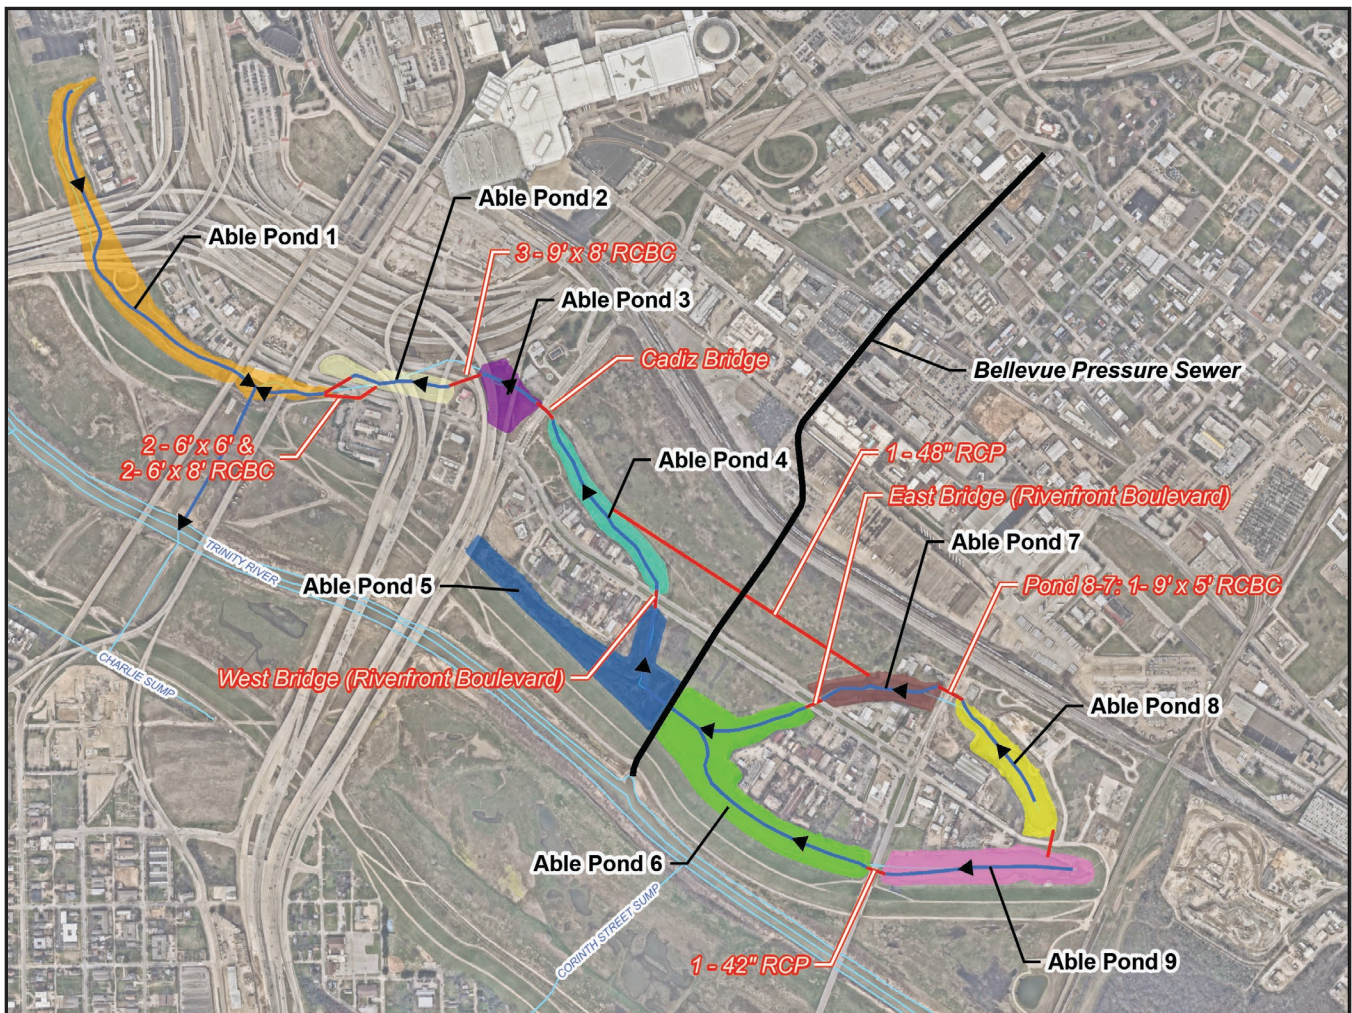 Able Pond 2
Able Pond 1
3 - 9' x 8' RCBC
Able Pond 3
Cadiz Bridge
Bellevue Pressure Sewer
2 - 6' x 6' &
2- 6' x 8' RCBC
Able Pond 4
1 - 48" RCP
East Bridge (Riverfront Boulevard)
Able Pond 7
TRINITY RIVER
Able Pond 5
Pond 8-7: 1- 9' x 5' RCBC
CHARLIE SUMP
West Bridge (Riverfront Boulevard)
Able Pond 8
Able Pond 6
CORINTH STREET SUMP
1 - 42" RCP
Able Pond 9